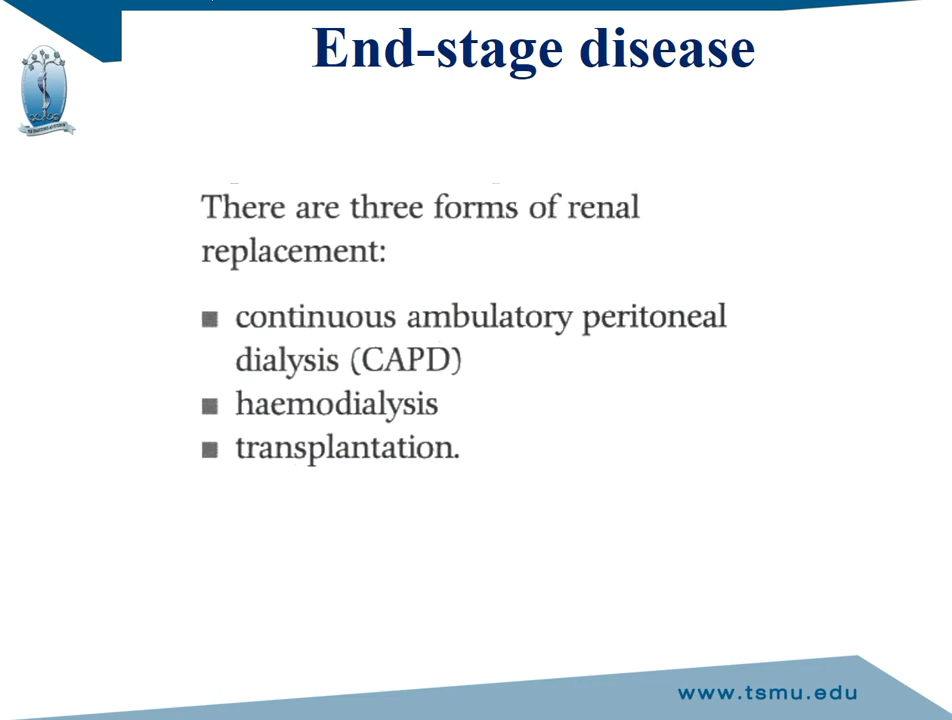 End-stage disease
There are three forms of renal
replacement:
■ continuous ambulatory peritoneal
dialysis (CAPD)
■ haemodialysis
■ transplantation.
www.tsmu.edu